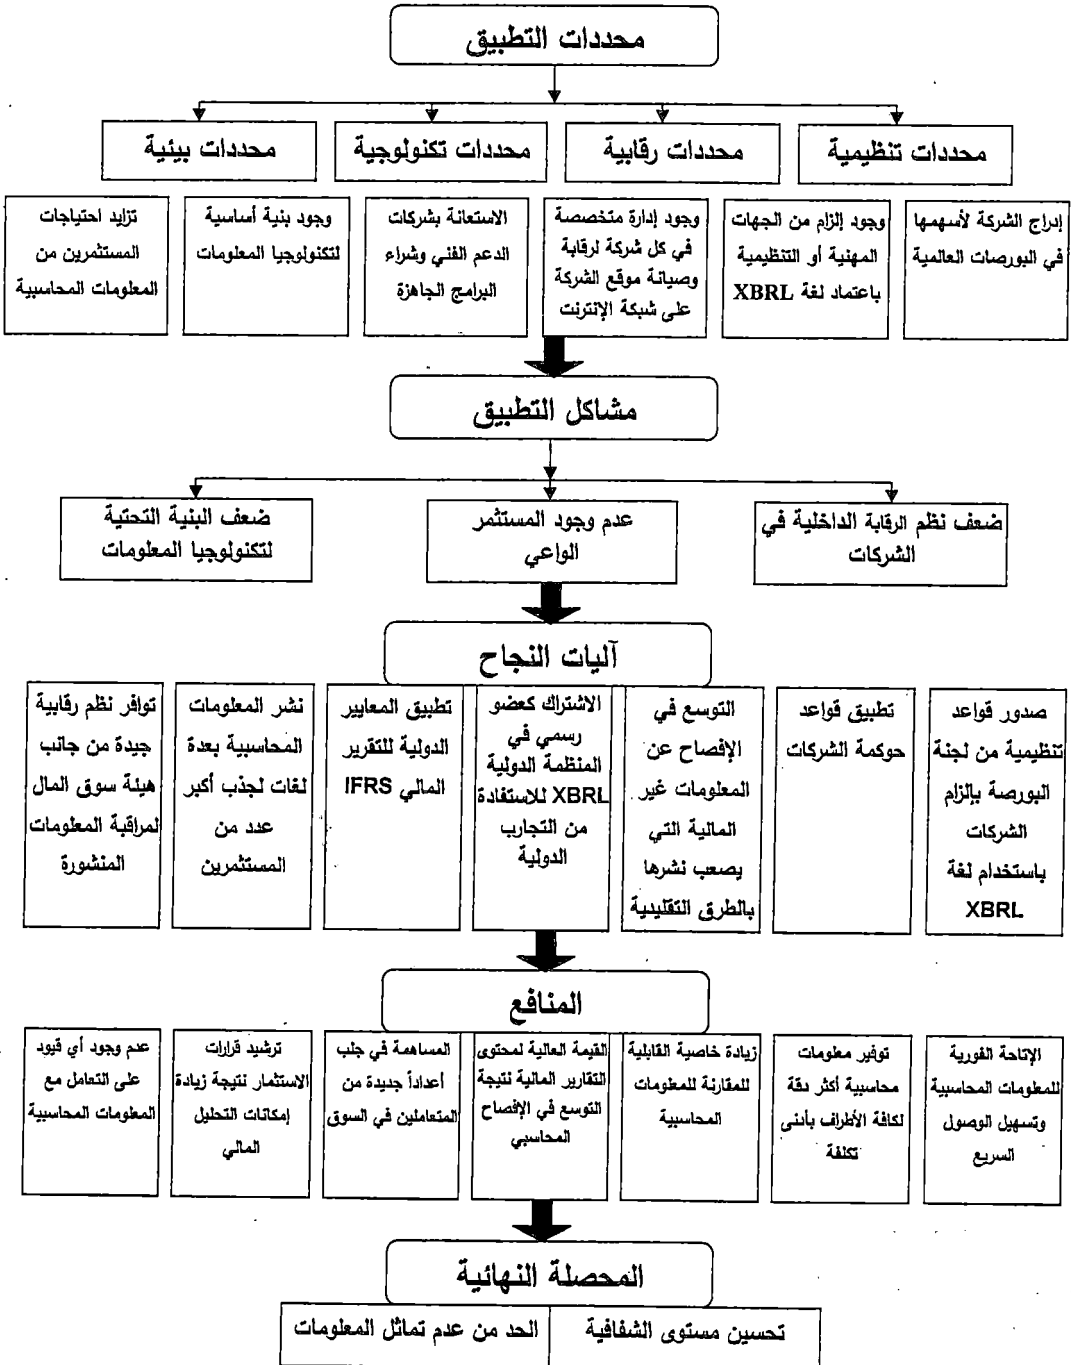 محددات التطبيق
محددات تنظيمية
محددات رقابية
محددات تكنولوجية
محددات بيئية
إدراج الشركة لأسهمها
في البورصات العالمية
وجود إلزام من الجهات
المهنية أو التنظيمية
باعتماد لغة XBRL
وجود إدارة متخصصة
في كل شركة لرقابة
وصيانة موقع الشركة
على شبكة الإنترنت
الاستعانة بشركات
الدعم الفني وشراء
البرامج الجاهزة
وجود بنية أساسية
لتكنولوجيا المعلومات
تزايد احتياجات
المستثمرين من
المعلومات المحاسبية
مشاكل التطبيق
ضعف نظم الرقابة الداخلية في
الشركات
عدم وجود المستثمر
الواعي
ضعف البنية التحتية
لتكنولوجيا المعلومات
آليات النجاح
صدور قواعد
تنظيمية من لجنة
البورصة بإلزام
الشركات
باستخدام لغة
XBRL
تطبيق قواعد
حوكمة الشركات
التوسع في
الإفصاح عن
المعلومات غير
المالية التي
يصعب نشرها
بالطرق التقليدية
الاشتراك كعضو
رسمي في
المنظمة الدولية
XBRL للاستفادة
من التجارب
الدولية
تطبيق المعايير
الدولية للتقرير
المالي IFRS
نشر المعلومات
المحاسبية بعدة
لغات لجذب أكبر
عدد من
المستثمرين
توافر نظم رقابية
جيدة من جانب
هيئة سوق المال
لمراقبة المعلومات
المنشورة
المنافع
الإتاحة الفورية
للمعلومات المحاسبية
وتسهيل الوصول
السريع
توفير معلومات
محاسبية أكثر دقة
لكافة الأطراف بأدنى
تكلفة
زيادة خاصية القابلية
للمقارنة للمعلومات
المحاسبية
القيمة العالية لمحتوى
التقارير المالية نتيجة
التوسع في الإفصاح
المحاسبي
المساهمة في جلب
أعداداً جديدة من
المتعاملين في السوق
ترشيد قرارات
الاستثمار نتيجة زيادة
إمكانات التحليل
المالي
عدم وجود أي قيود
على التعامل مع
المعلومات المحاسبية
المحصلة النهائية
تحسين مستوى الشفافية
الحد من عدم تماثل المعلومات